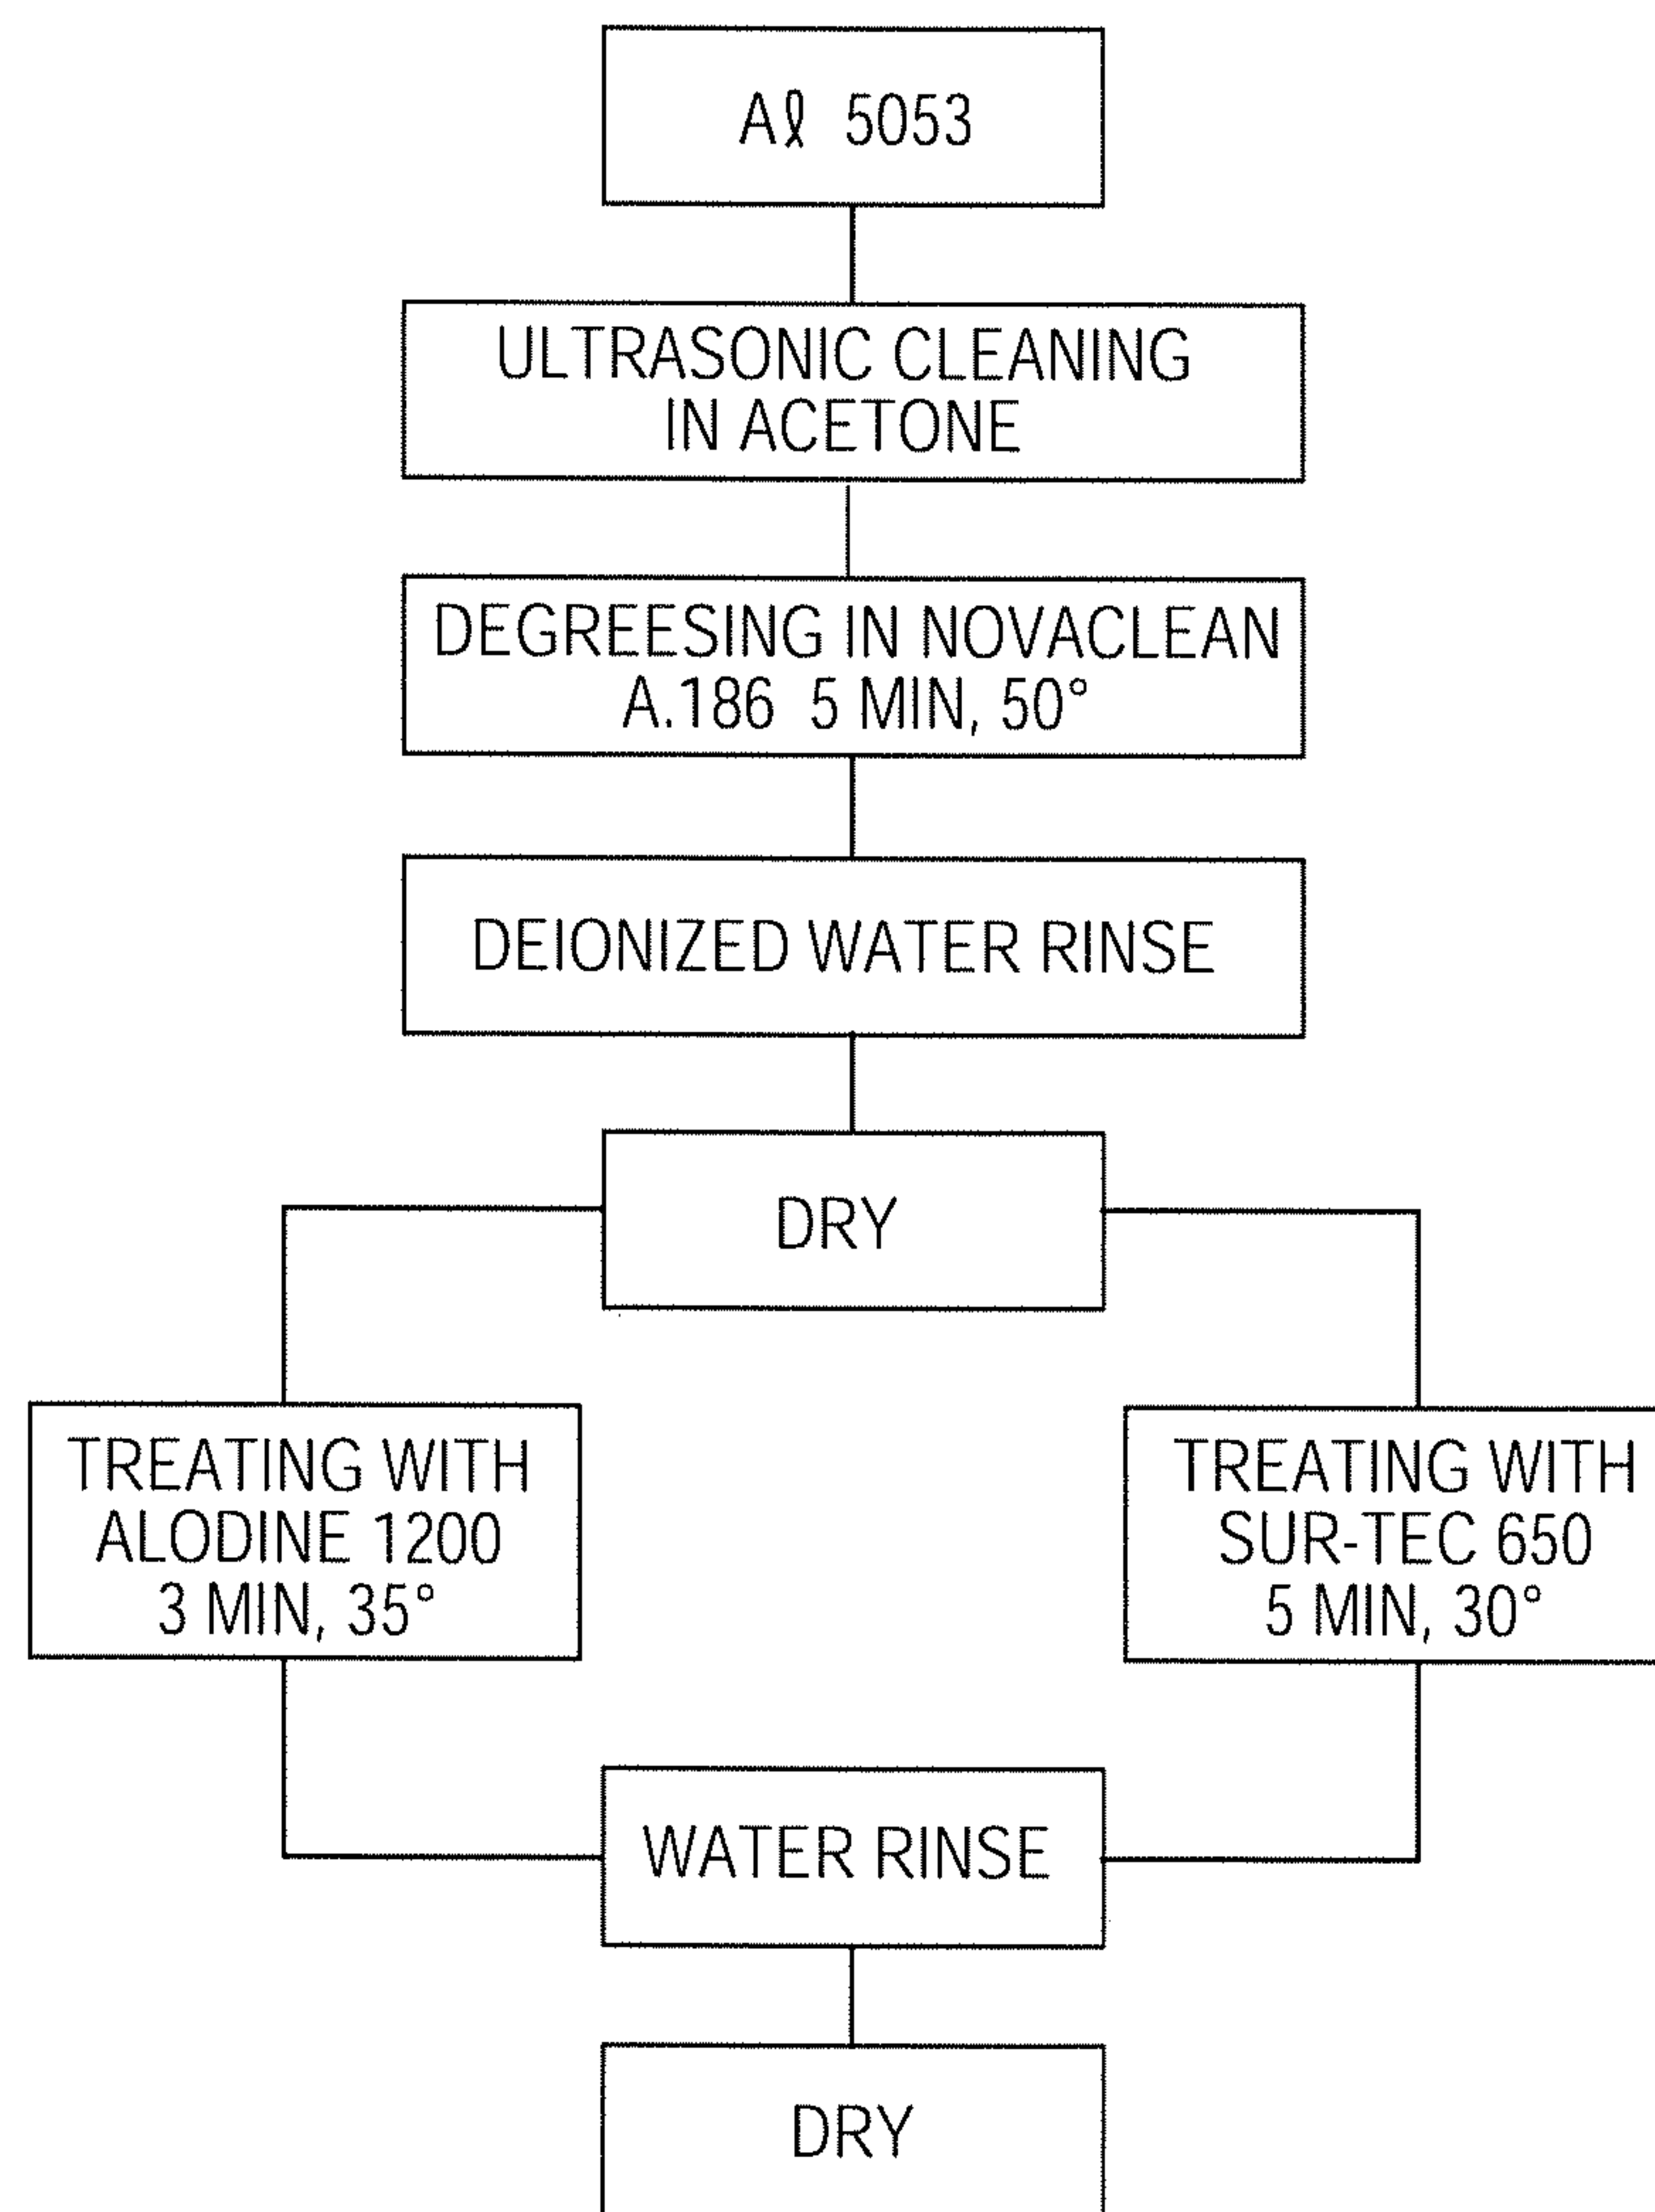 Aℓ 5053
ULTRASONIC CLEANING
IN ACETONE
DEGREESING IN NOVACLEAN
A.186 5 MIN, 50°
DEIONIZED WATER RINSE
DRY
TREATING WITH
ALODINE 1200
3 MIN, 35°
TREATING WITH
SUR-TEC 650
5 MIN, 30°
WATER RINSE
DRY